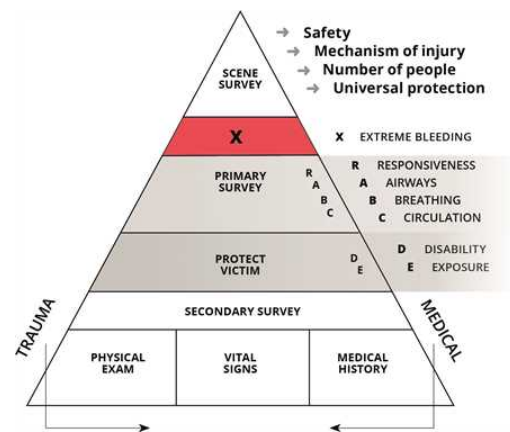 → Safety
→ Mechanism of injury
→ Number of people
→ Universal protection
SCENE
SURVEY
X
X EXTREME BLEEDING
PRIMARY
SURVEY
R
A
B
C
R RESPONSIVENESS
A AIRWAYS
B BREATHING
C CIRCULATION
PROTECT
VICTIM
D
E
D DISABILITY
E EXPOSURE
SECONDARY SURVEY
TRAUMA
MEDICAL
PHYSICAL
EXAM
VITAL
SIGNS
MEDICAL
HISTORY